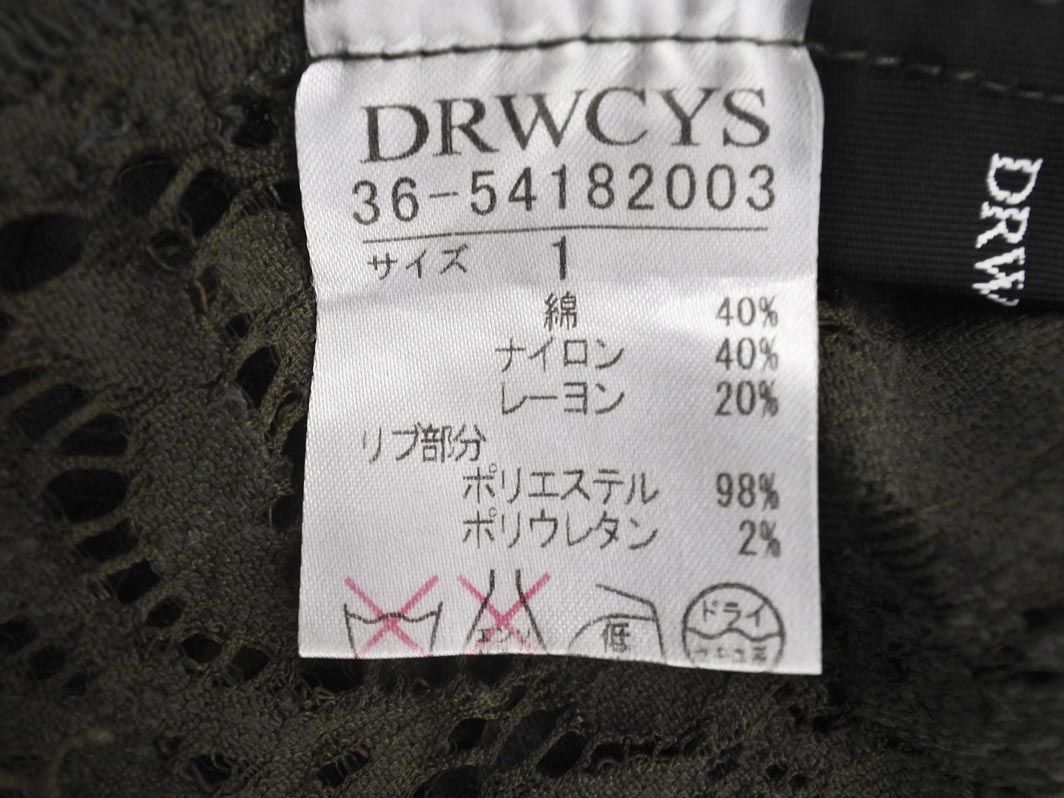 DRWCYS
36-54182003
サイズ 1
綿 40%
ナイロン 40%
レーヨン 20%
リブ部分
ポリエステル 98%
ポリウレタン 2%
低
ドライ
DRW